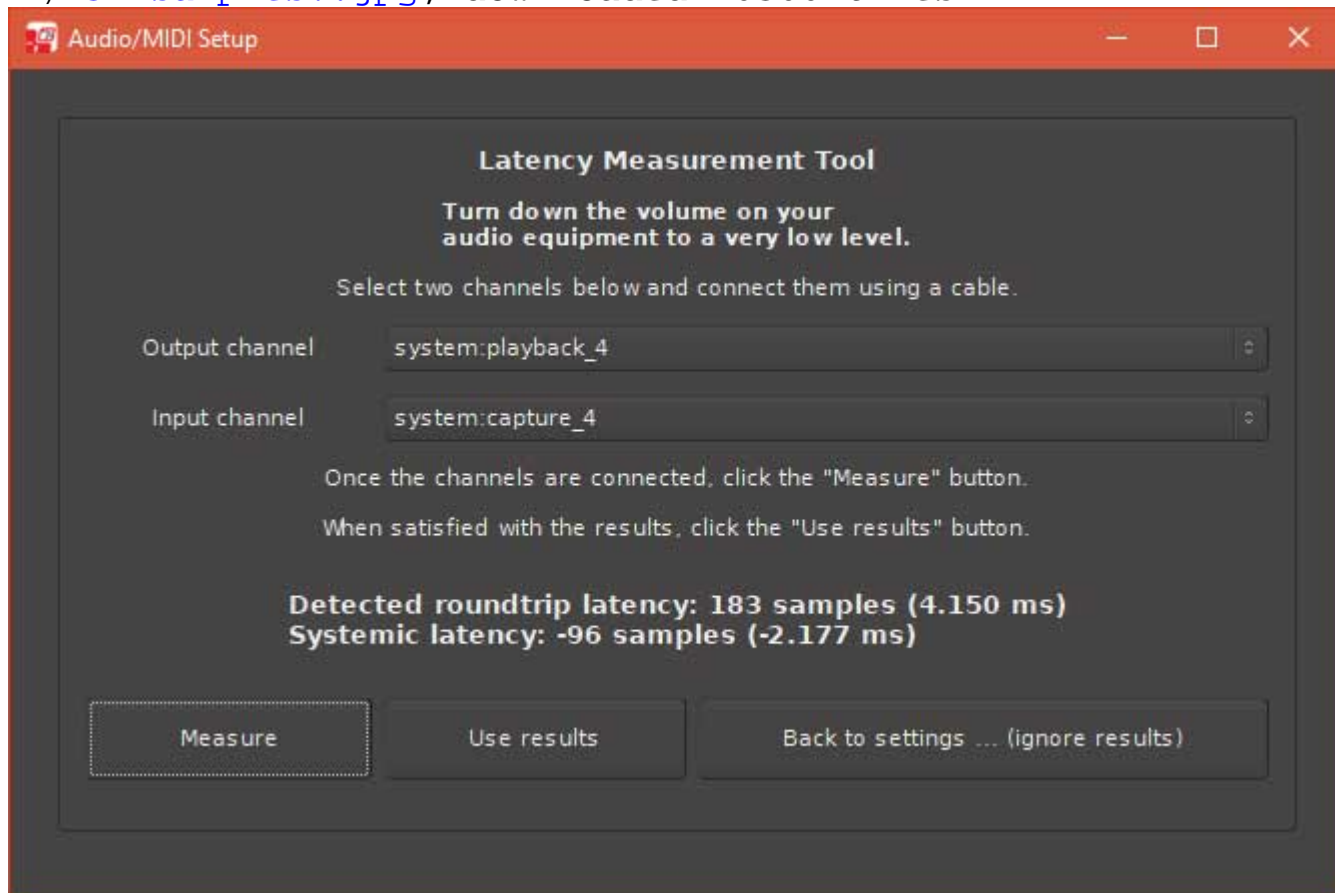 Audio/MIDI Setup
Latency Measurement Tool
Turn down the volume on your
audio equipment to a very low level.
Select two channels below and connect them using a cable.
Output channel system:playback_4
Input channel system:capture_4
Once the channels are connected, click the "Measure" button.
When satisfied with the results, click the "Use results" button.
Detected roundtrip latency: 183 samples (4.150 ms)
Systemic latency: -96 samples (-2.177 ms)
Measure Use results Back to settings ... (ignore results)